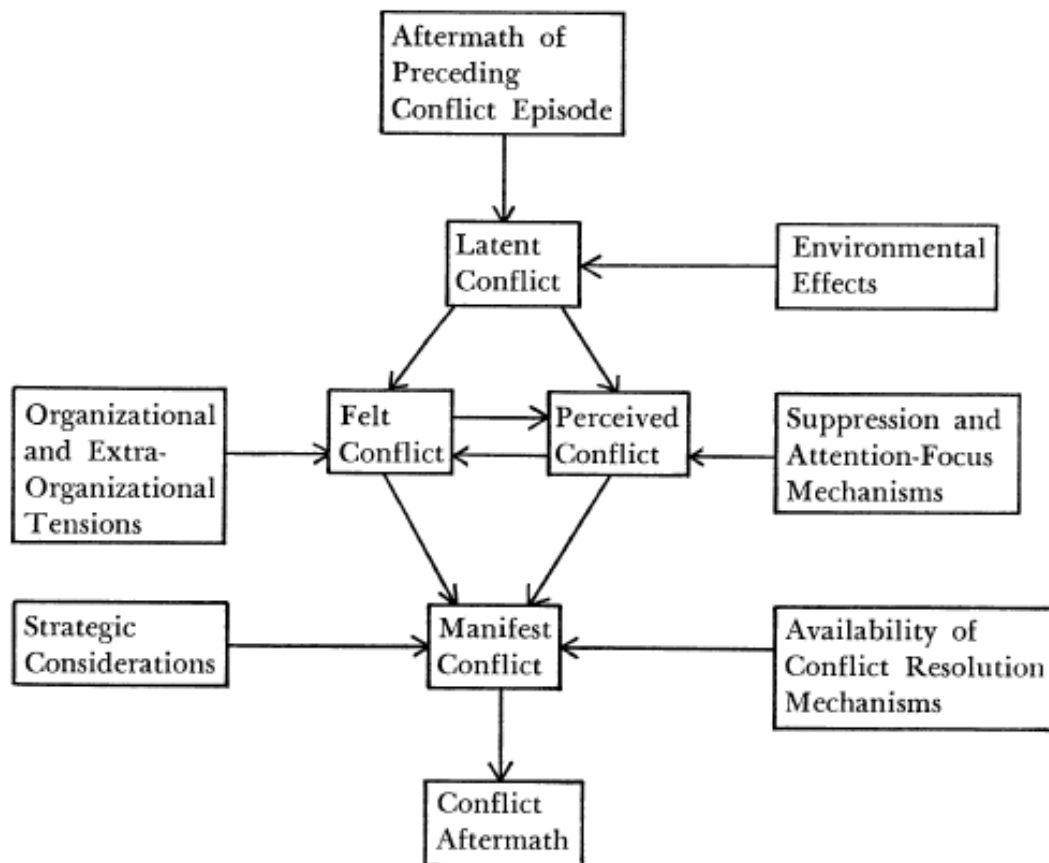 Aftermath of
Preceding
Conflict Episode
Latent
Conflict
Environmental
Effects
Organizational
and Extra-
Organizational
Tensions
Felt
Conflict
Perceived
Conflict
Suppression and
Attention-Focus
Mechanisms
Strategic
Considerations
Manifest
Conflict
Availability of
Conflict Resolution
Mechanisms
Conflict
Aftermath